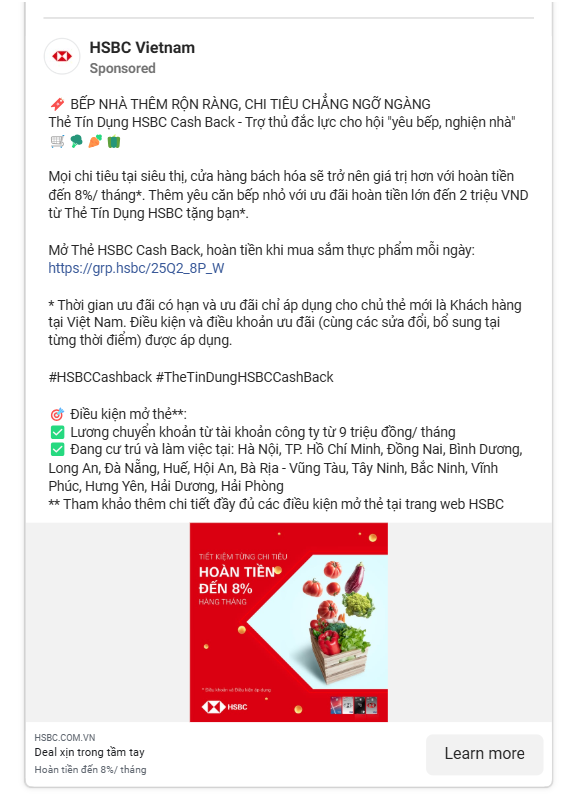 HSBC Vietnam
Sponsored
BẾP NHÀ THÊM RỘN RÀNG, CHI TIÊU CHẲNG NGỠ NGÀNG
Thẻ Tín Dụng HSBC Cash Back - Trợ thủ đắc lực cho hội "yêu bếp, nghiện nhà"
Mọi chi tiêu tại siêu thị, cửa hàng bách hóa sẽ trở nên giá trị hơn với hoàn tiền
đến 8%/ tháng*. Thêm yêu căn bếp nhỏ với ưu đãi hoàn tiền lớn đến 2 triệu VND
từ Thẻ Tín Dụng HSBC tặng bạn*.
Mở Thẻ HSBC Cash Back, hoàn tiền khi mua sắm thực phẩm mỗi ngày:
https://grp.hsbc/25Q2_8P_W
* Thời gian ưu đãi có hạn và ưu đãi chỉ áp dụng cho chủ thẻ mới là Khách hàng
tại Việt Nam. Điều kiện và điều khoản ưu đãi (cùng các sửa đổi, bổ sung tại
từng thời điểm) được áp dụng.
#HSBCCashback #TheTinDungHSBCCashBack
Điều kiện mở thẻ**:
Lương chuyển khoản từ tài khoản công ty từ 9 triệu đồng/ tháng
Đang cư trú và làm việc tại: Hà Nội, TP. Hồ Chí Minh, Đồng Nai, Bình Dương,
Long An, Đà Nẵng, Huế, Hội An, Bà Rịa - Vũng Tàu, Tây Ninh, Bắc Ninh, Vĩnh
Phúc, Hưng Yên, Hải Dương, Hải Phòng
** Tham khảo thêm chi tiết đầy đủ các điều kiện mở thẻ tại trang web HSBC
TIẾT KIỆM TỪNG CHI TIÊU
HOÀN TIỀN
ĐẾN 8%
HÀNG THÁNG
* Điều khoản và Điều kiện áp dụng
HSBC
HSBC.COM.VN
Deal xịn trong tầm tay
Hoàn tiền đến 8%/ tháng
Learn more